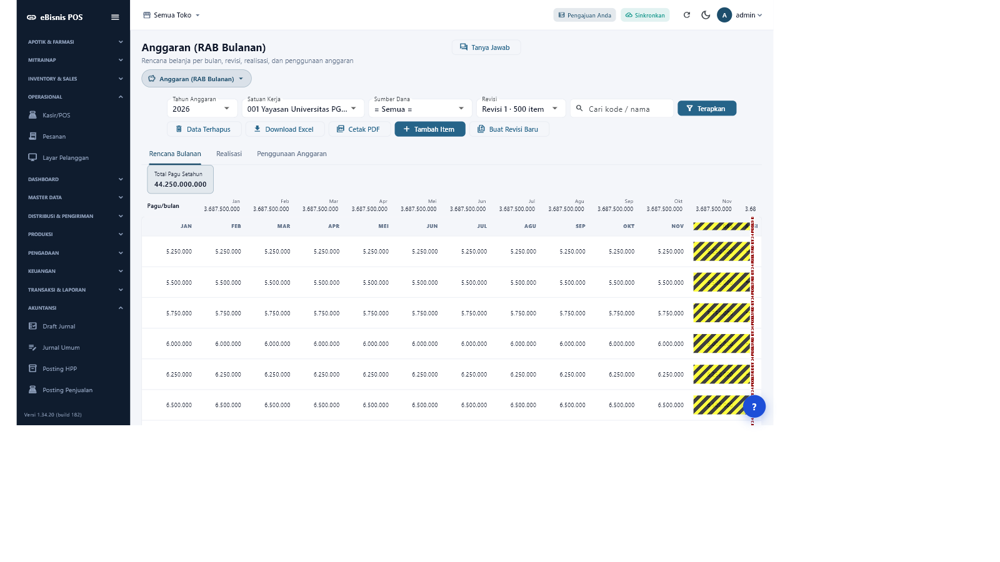 eBisnis POS
APOTIK & FARMASI
MITRAINAP
INVENTORY & SALES
OPERASIONAL
Kasir/POS
Pesanan
Layar Pelanggan
DASHBOARD
MASTER DATA
DISTRIBUSI & PENGIRIMAN
PRODUKSI
PENGADAAN
KEUANGAN
TRANSAKSI & LAPORAN
AKUNTANSI
Draft Jurnal
Jurnal Umum
Posting HPP
Posting Penjualan
Versi 1.34.20 (build 182)
Semua Toko
Pengajuan Anda
Sinkronkan
A
admin
Anggaran (RAB Bulanan)
Tanya Jawab
Rencana belanja per bulan, revisi, realisasi, dan penggunaan anggaran
Anggaran (RAB Bulanan)
Tahun Anggaran Satuan Kerja Sumber Dana Revisi
2026 001 Yayasan Universitas PG... = Semua = Revisi 1 · 500 item Cari kode / nama Terapkan
Data Terhapus Download Excel Cetak PDF + Tambah Item Buat Revisi Baru
Rencana Bulanan Realisasi Penggunaan Anggaran
Total Pagu Setahun
44.250.000.000
Jan Feb Mar Apr Mei Jun Jul Agu Sep Okt Nov
Pagu/bulan 3.687.500.000 3.687.500.000 3.687.500.000 3.687.500.000 3.687.500.000 3.687.500.000 3.687.500.000 3.687.500.000 3.687.500.000 3.687.500.000 3.687.500.000 3.68
JAN FEB MAR APR MEI JUN JUL AGU SEP OKT NOV
5.250.000 5.250.000 5.250.000 5.250.000 5.250.000 5.250.000 5.250.000 5.250.000 5.250.000 5.250.000 5.250.000
5.500.000 5.500.000 5.500.000 5.500.000 5.500.000 5.500.000 5.500.000 5.500.000 5.500.000 5.500.000 5.500.000
5.750.000 5.750.000 5.750.000 5.750.000 5.750.000 5.750.000 5.750.000 5.750.000 5.750.000 5.750.000 5.750.000
6.000.000 6.000.000 6.000.000 6.000.000 6.000.000 6.000.000 6.000.000 6.000.000 6.000.000 6.000.000 6.000.000
6.250.000 6.250.000 6.250.000 6.250.000 6.250.000 6.250.000 6.250.000 6.250.000 6.250.000 6.250.000 6.250.000
6.500.000 6.500.000 6.500.000 6.500.000 6.500.000 6.500.000 6.500.000 6.500.000 6.500.000 6.500.000 6.500.000
?